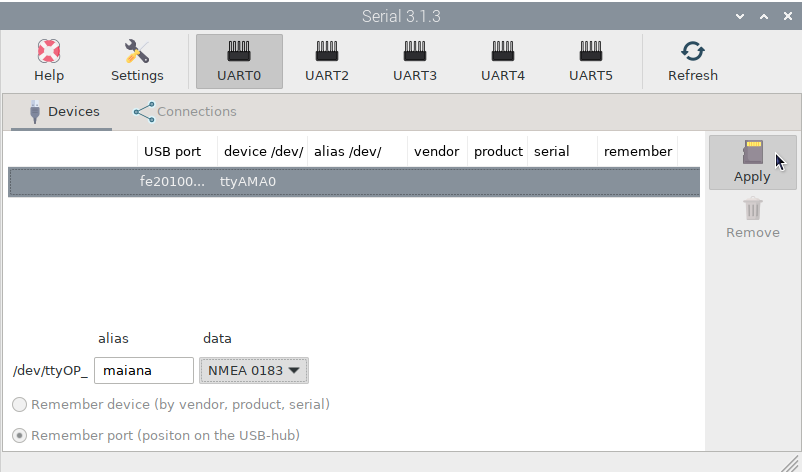 Serial 3.1.3
Help Settings UART0 UART2 UART3 UART4 UART5 Refresh
Devices Connections
USB port device /dev/ alias /dev/ vendor product serial remember
fe20100... ttyAMA0
Apply
Remove
alias data
/dev/ttyOP_ maiana NMEA 0183
Remember device (by vendor, product, serial)
Remember port (positon on the USB-hub)